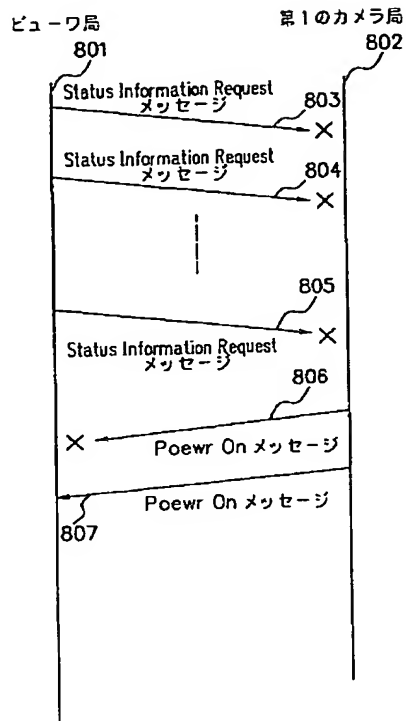 ビューワ局
第1のカメラ局
801
802
Status Information Request
メッセージ
803
Status Information Request
メッセージ
804
805
Status Information Request
メッセージ
806
Poewr On メッセージ
Poewr On メッセージ
807